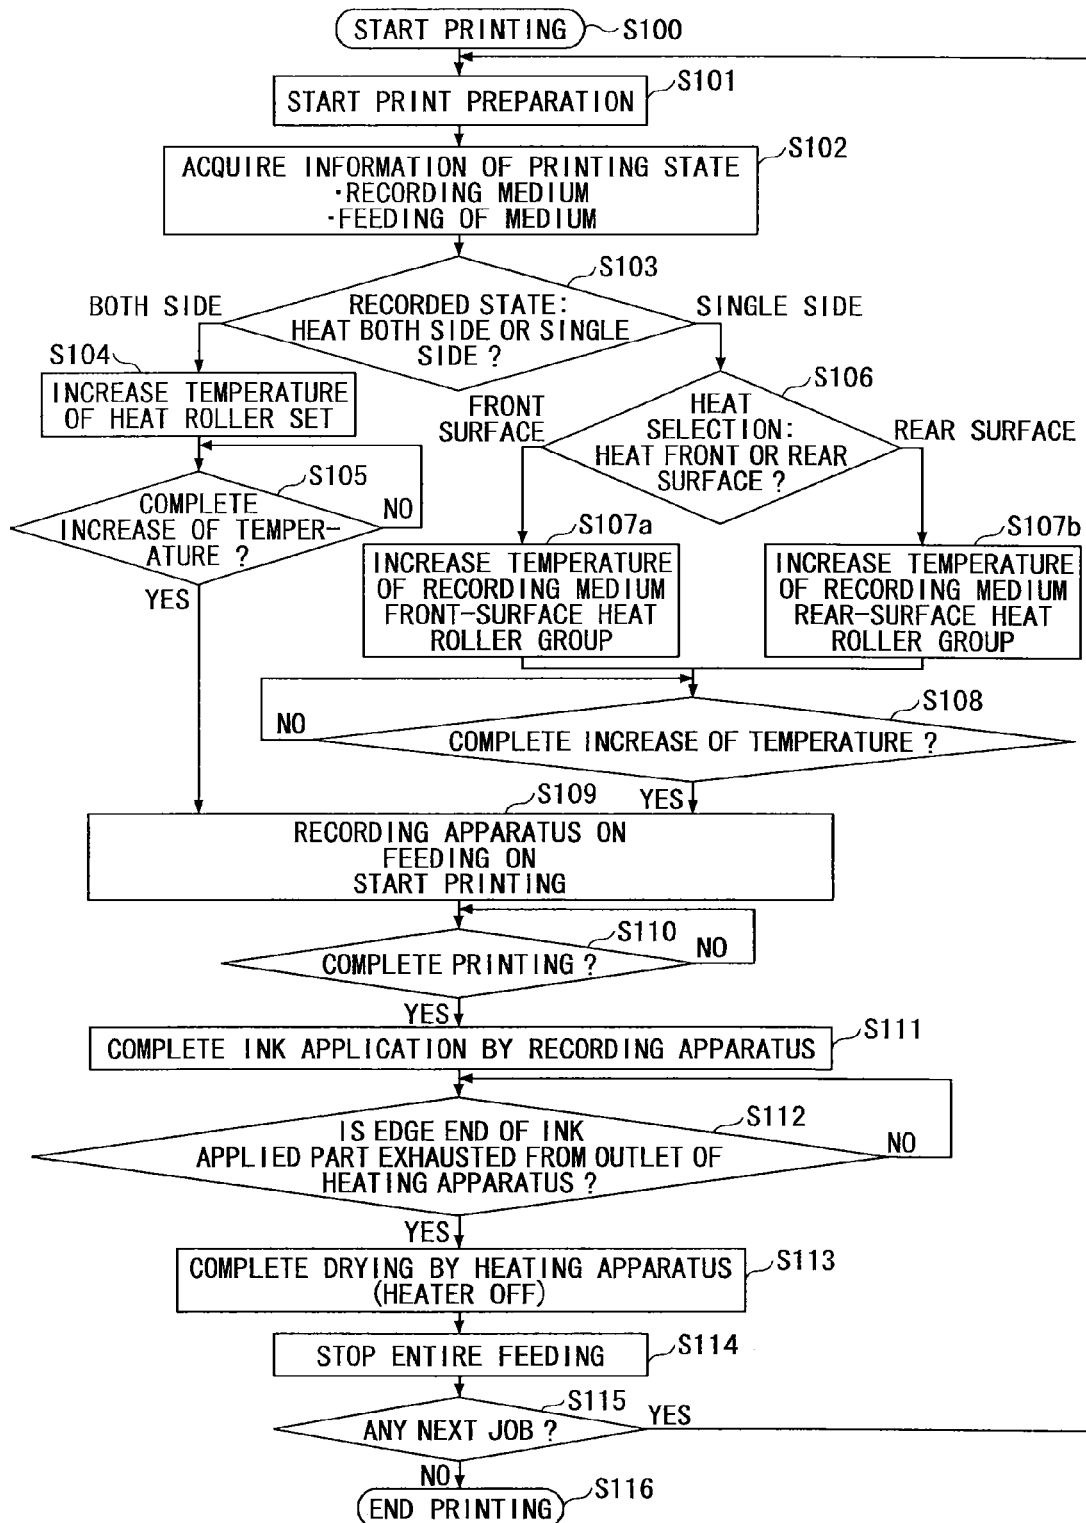 START PRINTING
S100
START PRINT PREPARATION
S101
S102
ACQUIRE INFORMATION OF PRINTING STATE
·RECORDING MEDIUM
·FEEDING OF MEDIUM
S103
BOTH SIDE
SINGLE SIDE
RECORDED STATE:
HEAT BOTH SIDE OR SINGLE
SIDE ?
S104
INCREASE TEMPERATURE
OF HEAT ROLLER SET
S106
FRONT
SURFACE
HEAT
SELECTION:
HEAT FRONT OR REAR
SURFACE ?
REAR SURFACE
S105
COMPLETE
INCREASE OF TEMPER-
ATURE ?
NO
YES
S107a
INCREASE TEMPERATURE
OF RECORDING MEDIUM
FRONT-SURFACE HEAT
ROLLER GROUP
S107b
INCREASE TEMPERATURE
OF RECORDING MEDIUM
REAR-SURFACE HEAT
ROLLER GROUP
S108
NO
COMPLETE INCREASE OF TEMPERATURE ?
YES
S109
RECORDING APPARATUS ON
FEEDING ON
START PRINTING
S110
NO
COMPLETE PRINTING ?
YES
S111
COMPLETE INK APPLICATION BY RECORDING APPARATUS
S112
IS EDGE END OF INK
APPLIED PART EXHAUSTED FROM OUTLET OF
HEATING APPARATUS ?
NO
YES
COMPLETE DRYING BY HEATING APPARATUS
(HEATER OFF)
S113
STOP ENTIRE FEEDING
S114
S115
ANY NEXT JOB ?
YES
NO
S116
END PRINTING